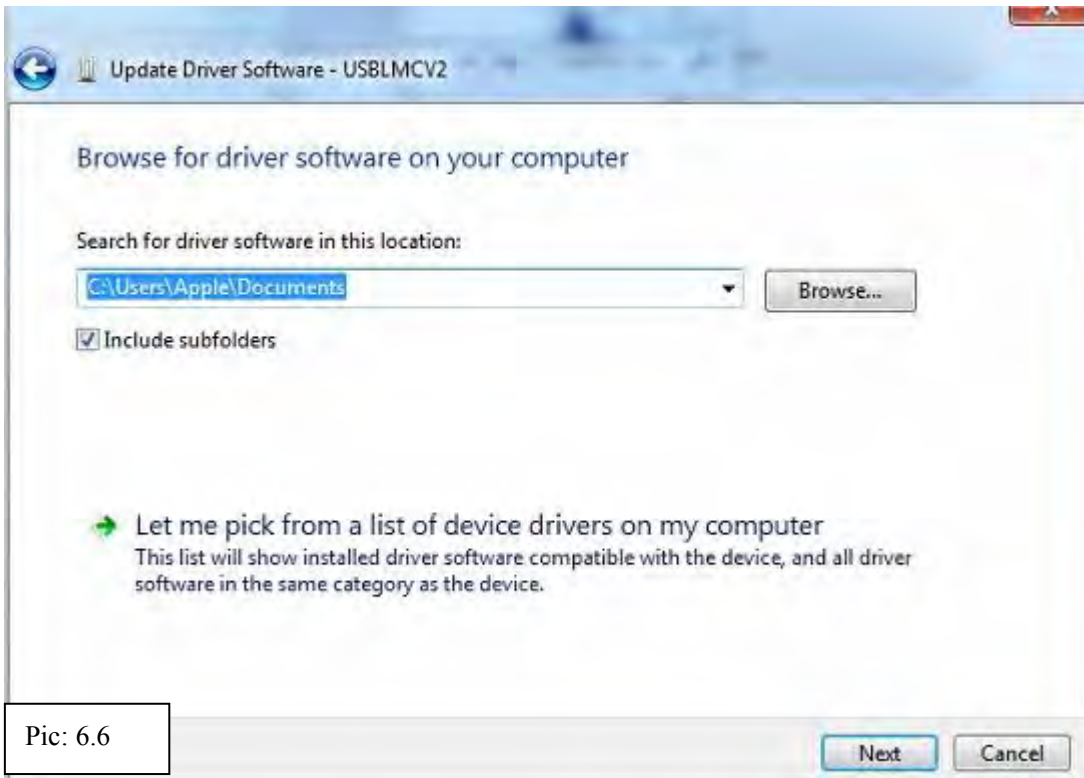 Update Driver Software - USBLMCV2
Browse for driver software on your computer
Search for driver software in this location:
C:\Users\Apple\Documents
Browse...
Include subfolders
Let me pick from a list of device drivers on my computer
This list will show installed driver software compatible with the device, and all driver
software in the same category as the device.
Pic: 6.6
Next
Cancel